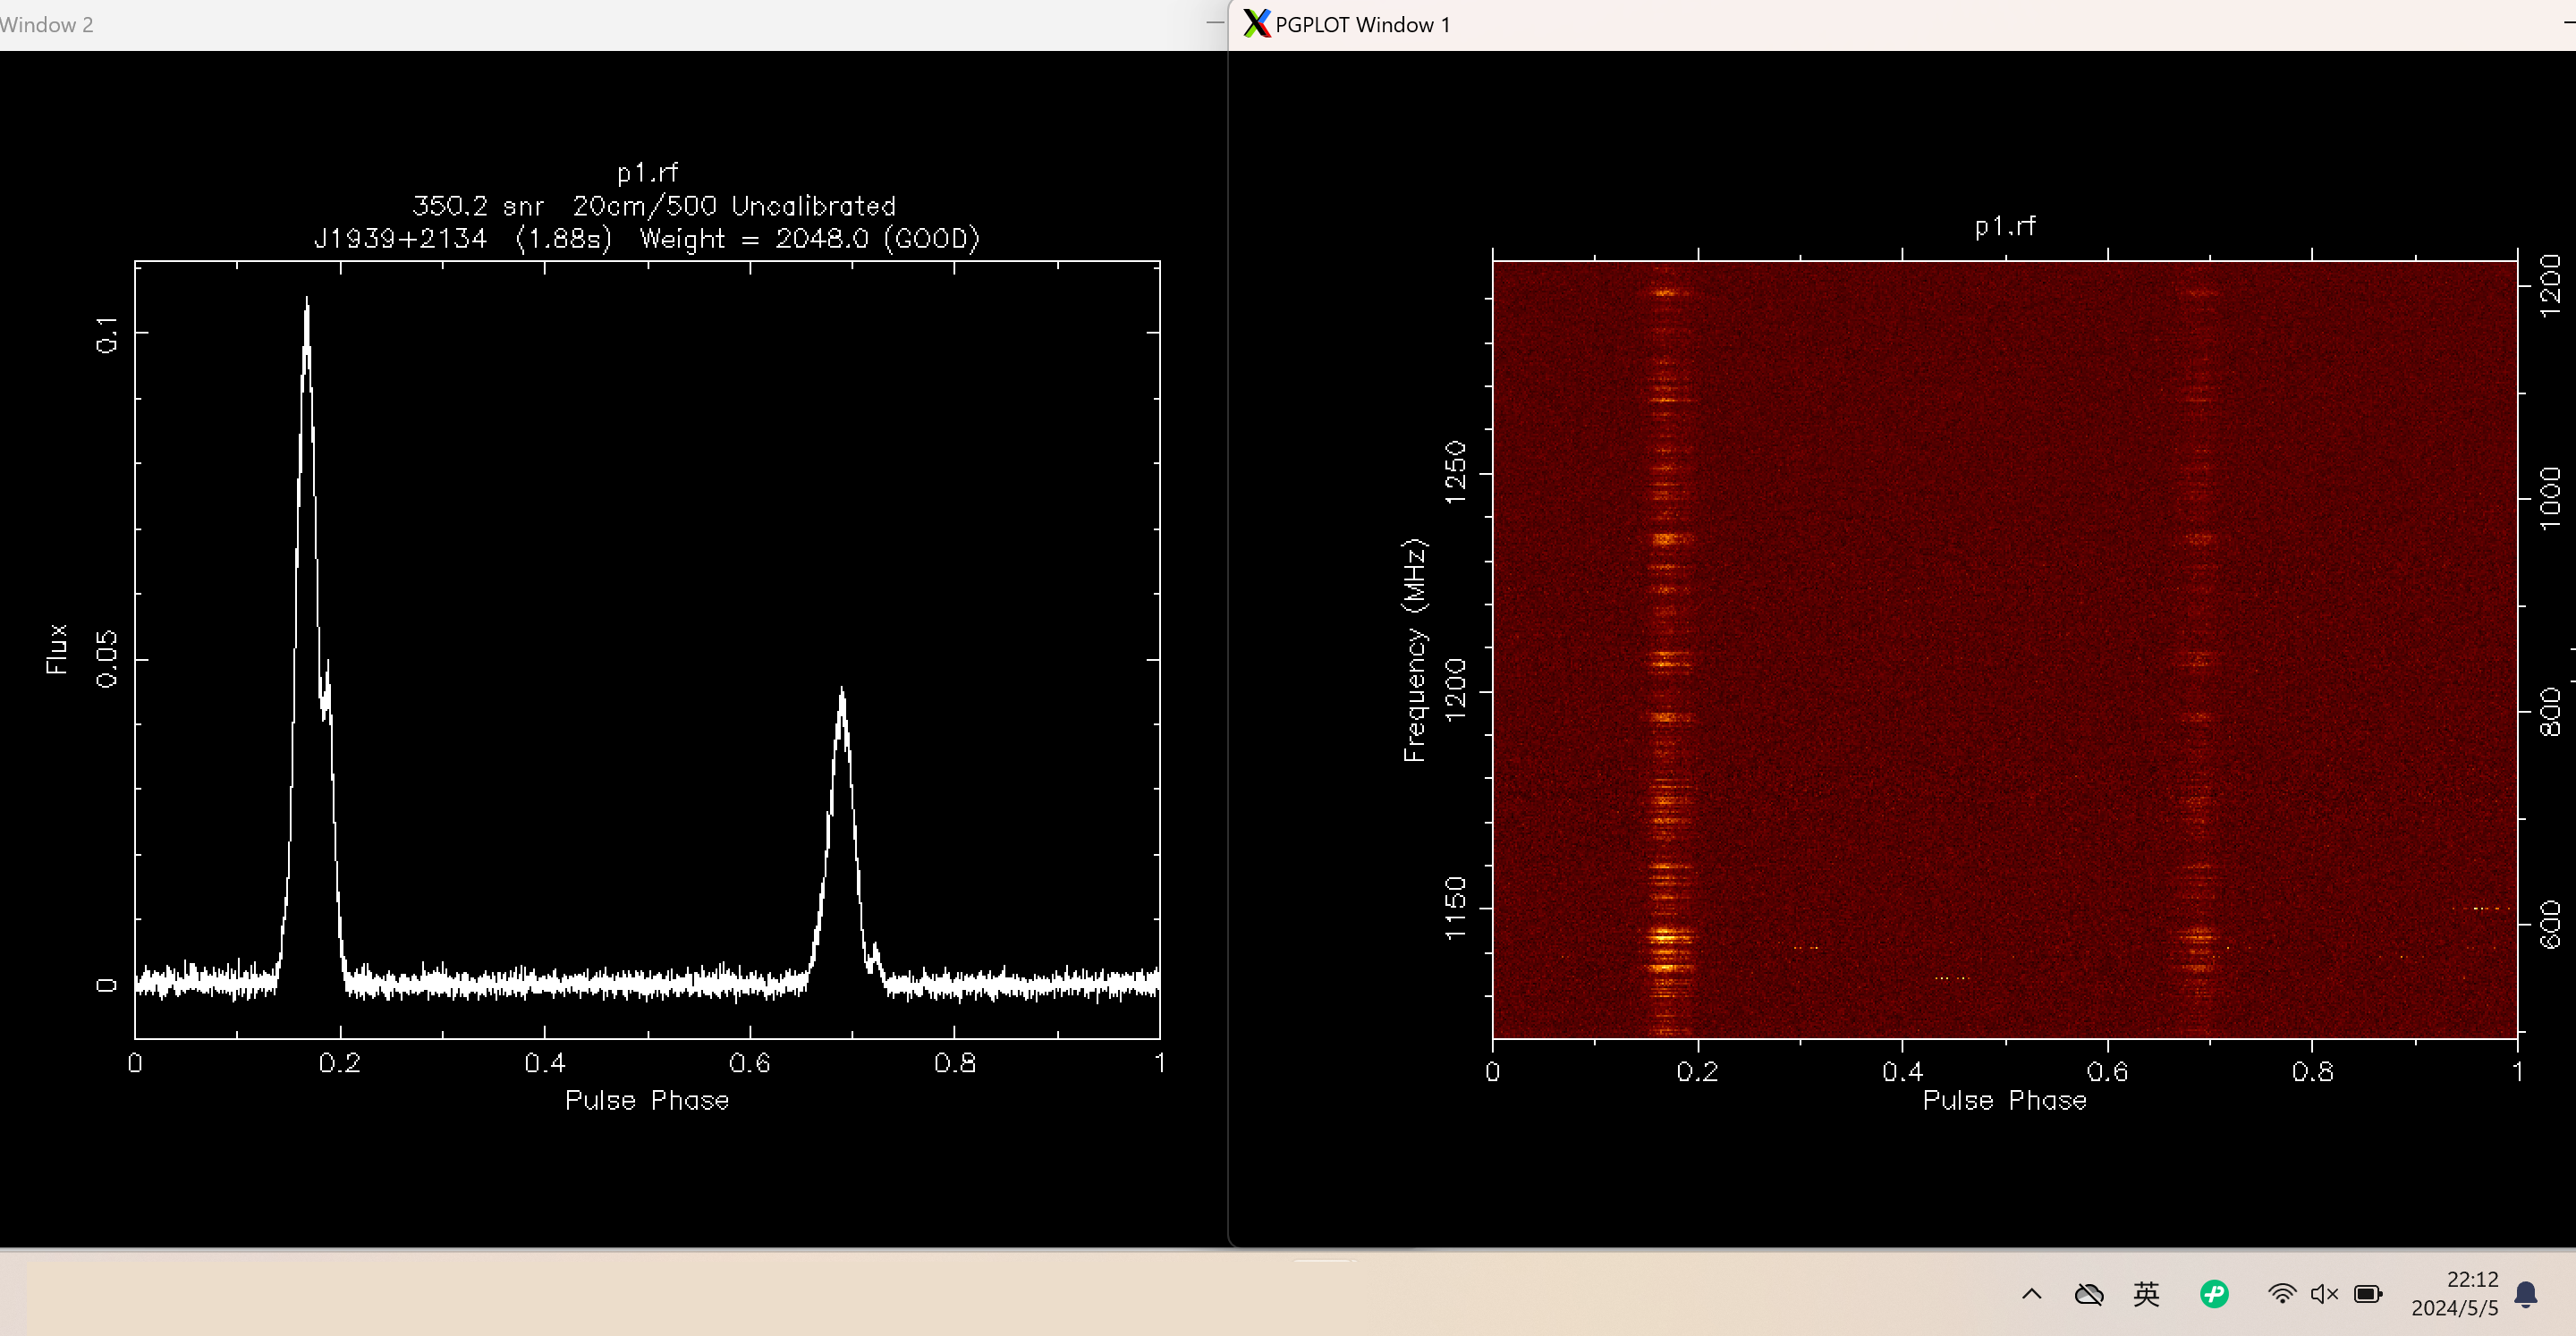 Window 2
PGPLOT Window 1
p1.rf
350.2 snr 20cm/500 Uncalibrated
J1939+2134 (1.88s) Weight = 2048.0 (GOOD)
Flux
0.1
0.05
0
0
0.2
0.4
0.6
0.8
1
Pulse Phase
p1.rf
Frequency (MHz)
1250
1200
1150
1200
1000
800
600
0
0.2
0.4
0.6
0.8
1
Pulse Phase
英
22:12
2024/5/5